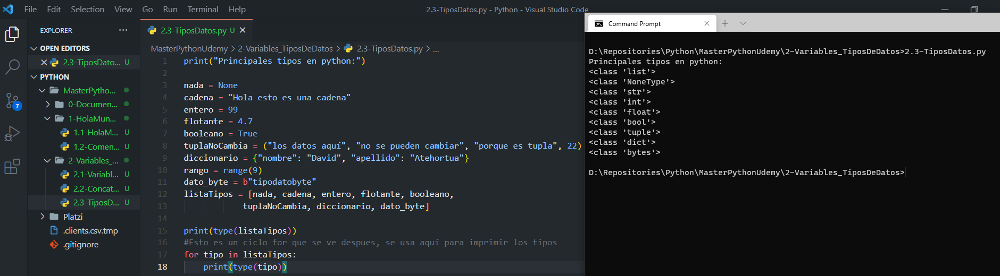 File Edit Selection View Go Run Terminal Help
2.3-TiposDatos.py - Python - Visual Studio Code
EXPLORER ...
OPEN EDITORS
2.3-TiposDato... U
PYTHON
MasterPytho...
0-Documen...
1-HolaMun...
1.1-HolaM... U
1.2-Comen... U
2-Variables_...
2.1-Variabl... U
2.2-Concat... U
2.3-TiposD... U
Platzi
.clients.csv.tmp
.gitignore
7
2.3-TiposDatos.py U
MasterPythonUdemy > 2-Variables_TiposDeDatos > 2.3-TiposDatos.py > ...
1 print("Principales tipos en python:")
2
3 nada = None
4 cadena = "Hola esto es una cadena"
5 entero = 99
6 flotante = 4.7
7 booleano = True
8 tuplaNoCambia = ("los datos aquí", "no se pueden cambiar", "porque es tupla", 22)
9 diccionario = {"nombre": "David", "apellido": "Atehortua"}
10 rango = range(9)
11 dato_byte = b"tipodatobyte"
12 listaTipos = [nada, cadena, entero, flotante, booleano,
13 tuplaNoCambia, diccionario, dato_byte]
14
15 print(type(listaTipos))
16 #Esto es un ciclo for que se ve despues, se usa aquí para imprimir los tipos
17 for tipo in listaTipos:
18 print(type(tipo))
Command Prompt
D:\Repositories\Python\MasterPythonUdemy\2-Variables_TiposDeDatos>2.3-TiposDatos.py
Principales tipos en python:
<class 'list'>
<class 'NoneType'>
<class 'str'>
<class 'int'>
<class 'float'>
<class 'bool'>
<class 'tuple'>
<class 'dict'>
<class 'bytes'>
D:\Repositories\Python\MasterPythonUdemy\2-Variables_TiposDeDatos>